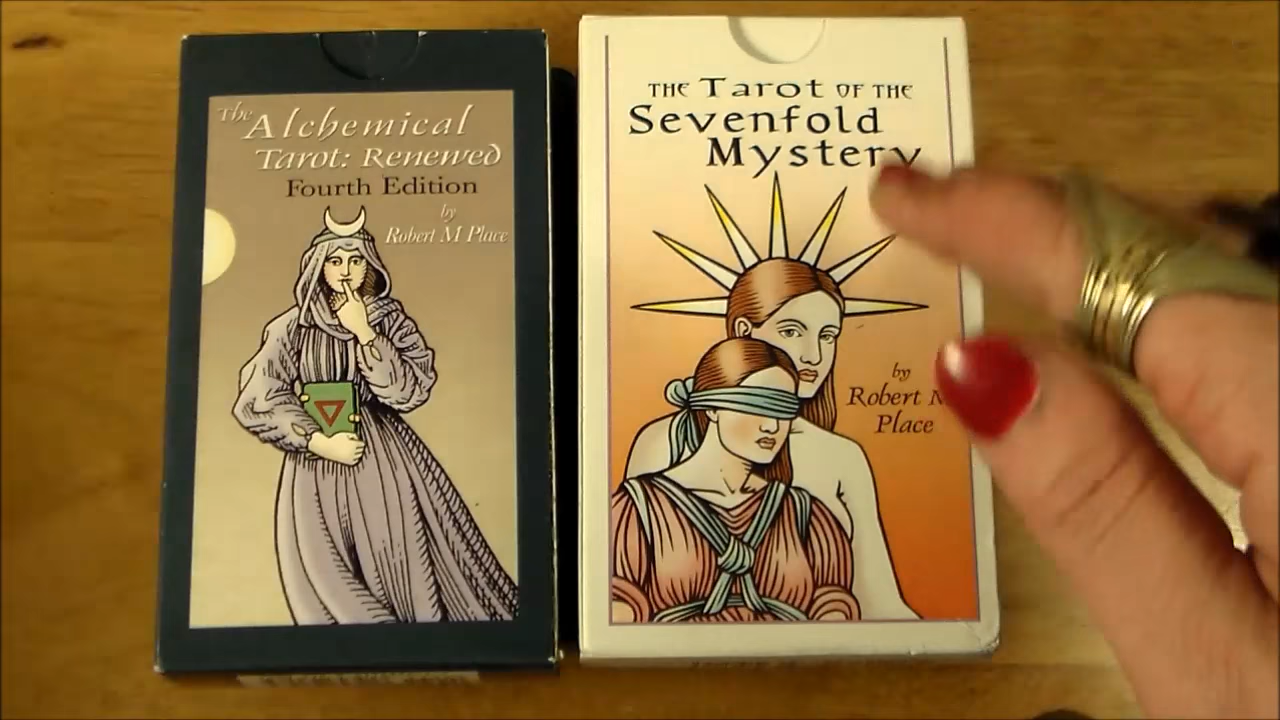 The
Alchemical
Tarot: Renewed
Fourth Edition
by
Robert M Place
THE TAROT OF THE
Sevenfold
Mystery
by
Robert M
Place